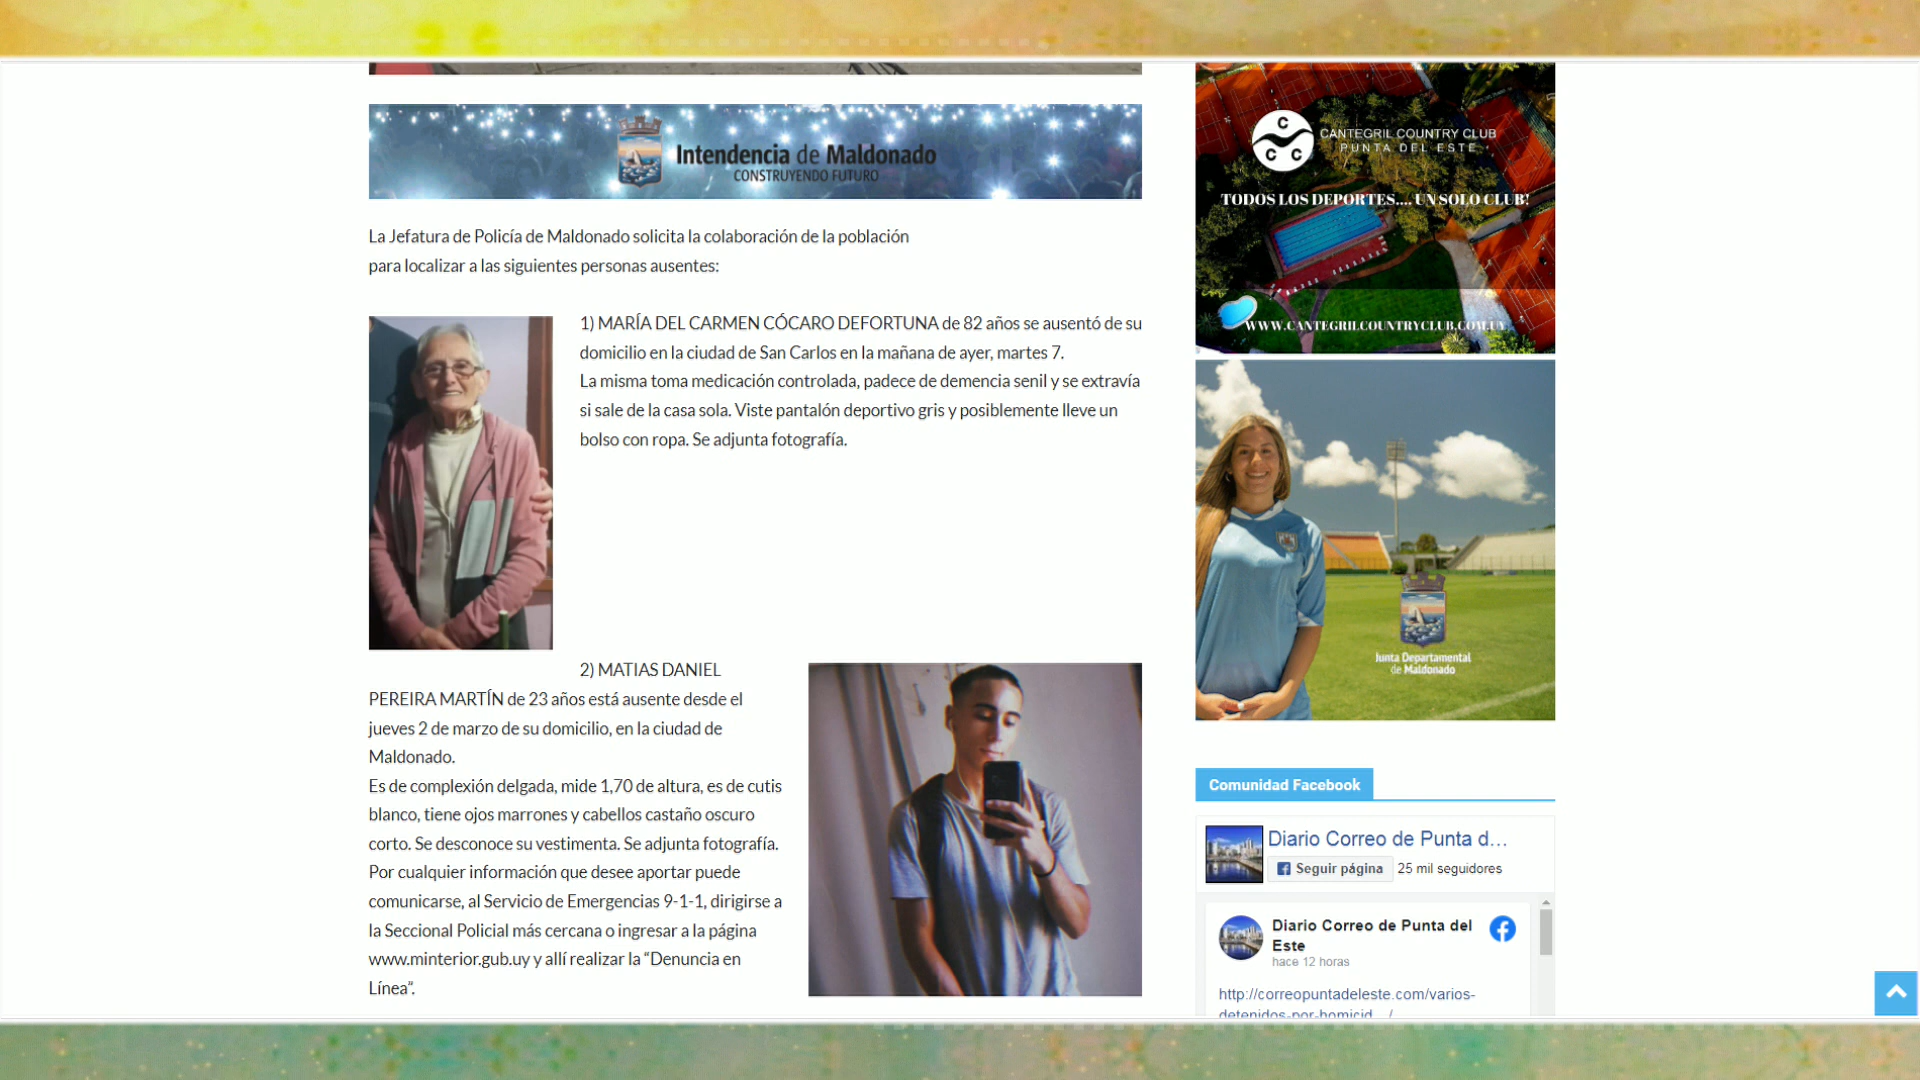 Intendencia de Maldonado
CONSTRUYENDO FUTURO
La Jefatura de Policía de Maldonado solicita la colaboración de la población
para localizar a las siguientes personas ausentes:
1) MARÍA DEL CARMEN CÓCARO DEFORTUNA de 82 años se ausentó de su
domicilio en la ciudad de San Carlos en la mañana de ayer, martes 7.
La misma toma medicación controlada, padece de demencia senil y se extravía
si sale de la casa sola. Viste pantalón deportivo gris y posiblemente lleve un
bolso con ropa. Se adjunta fotografía.
2) MATIAS DANIEL
PEREIRA MARTÍN de 23 años está ausente desde el
jueves 2 de marzo de su domicilio, en la ciudad de
Maldonado.
Es de complexión delgada, mide 1,70 de altura, es de cutis
blanco, tiene ojos marrones y cabellos castaño oscuro
corto. Se desconoce su vestimenta. Se adjunta fotografía.
Por cualquier información que desee aportar puede
comunicarse, al Servicio de Emergencias 9-1-1, dirigirse a
la Seccional Policial más cercana o ingresar a la página
www.minterior.gub.uy y allí realizar la “Denuncia en
Línea”.
C
C C
CANTEGRIL COUNTRY CLUB
PUNTA DEL ESTE
TODOS LOS DEPORTES.... UN SOLO CLUB!
WWW.CANTEGRILCOUNTRYCLUB.COM.UY
Junta Departamental
de Maldonado
Comunidad Facebook
Diario Correo de Punta d...
Seguir página
25 mil seguidores
Diario Correo de Punta del
Este
hace 12 horas
http://correopuntadeleste.com/varios-
detenidos-por-homicid.../